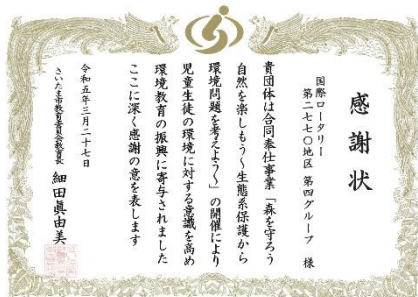 感謝状
国際ロータリー
第二七七〇地区 第四グループ 様
貴団体は合同奉仕事業「森を守ろう
自然を楽しもう～生態系保護から
環境問題を考えよう～」の開催により
児童生徒の環境に対する意識を高め
環境教育の振興に寄与されました
ここに深く感謝の意を表します
令和五年三月二十七日
さいたま市教育委員会教育長 細田眞由美